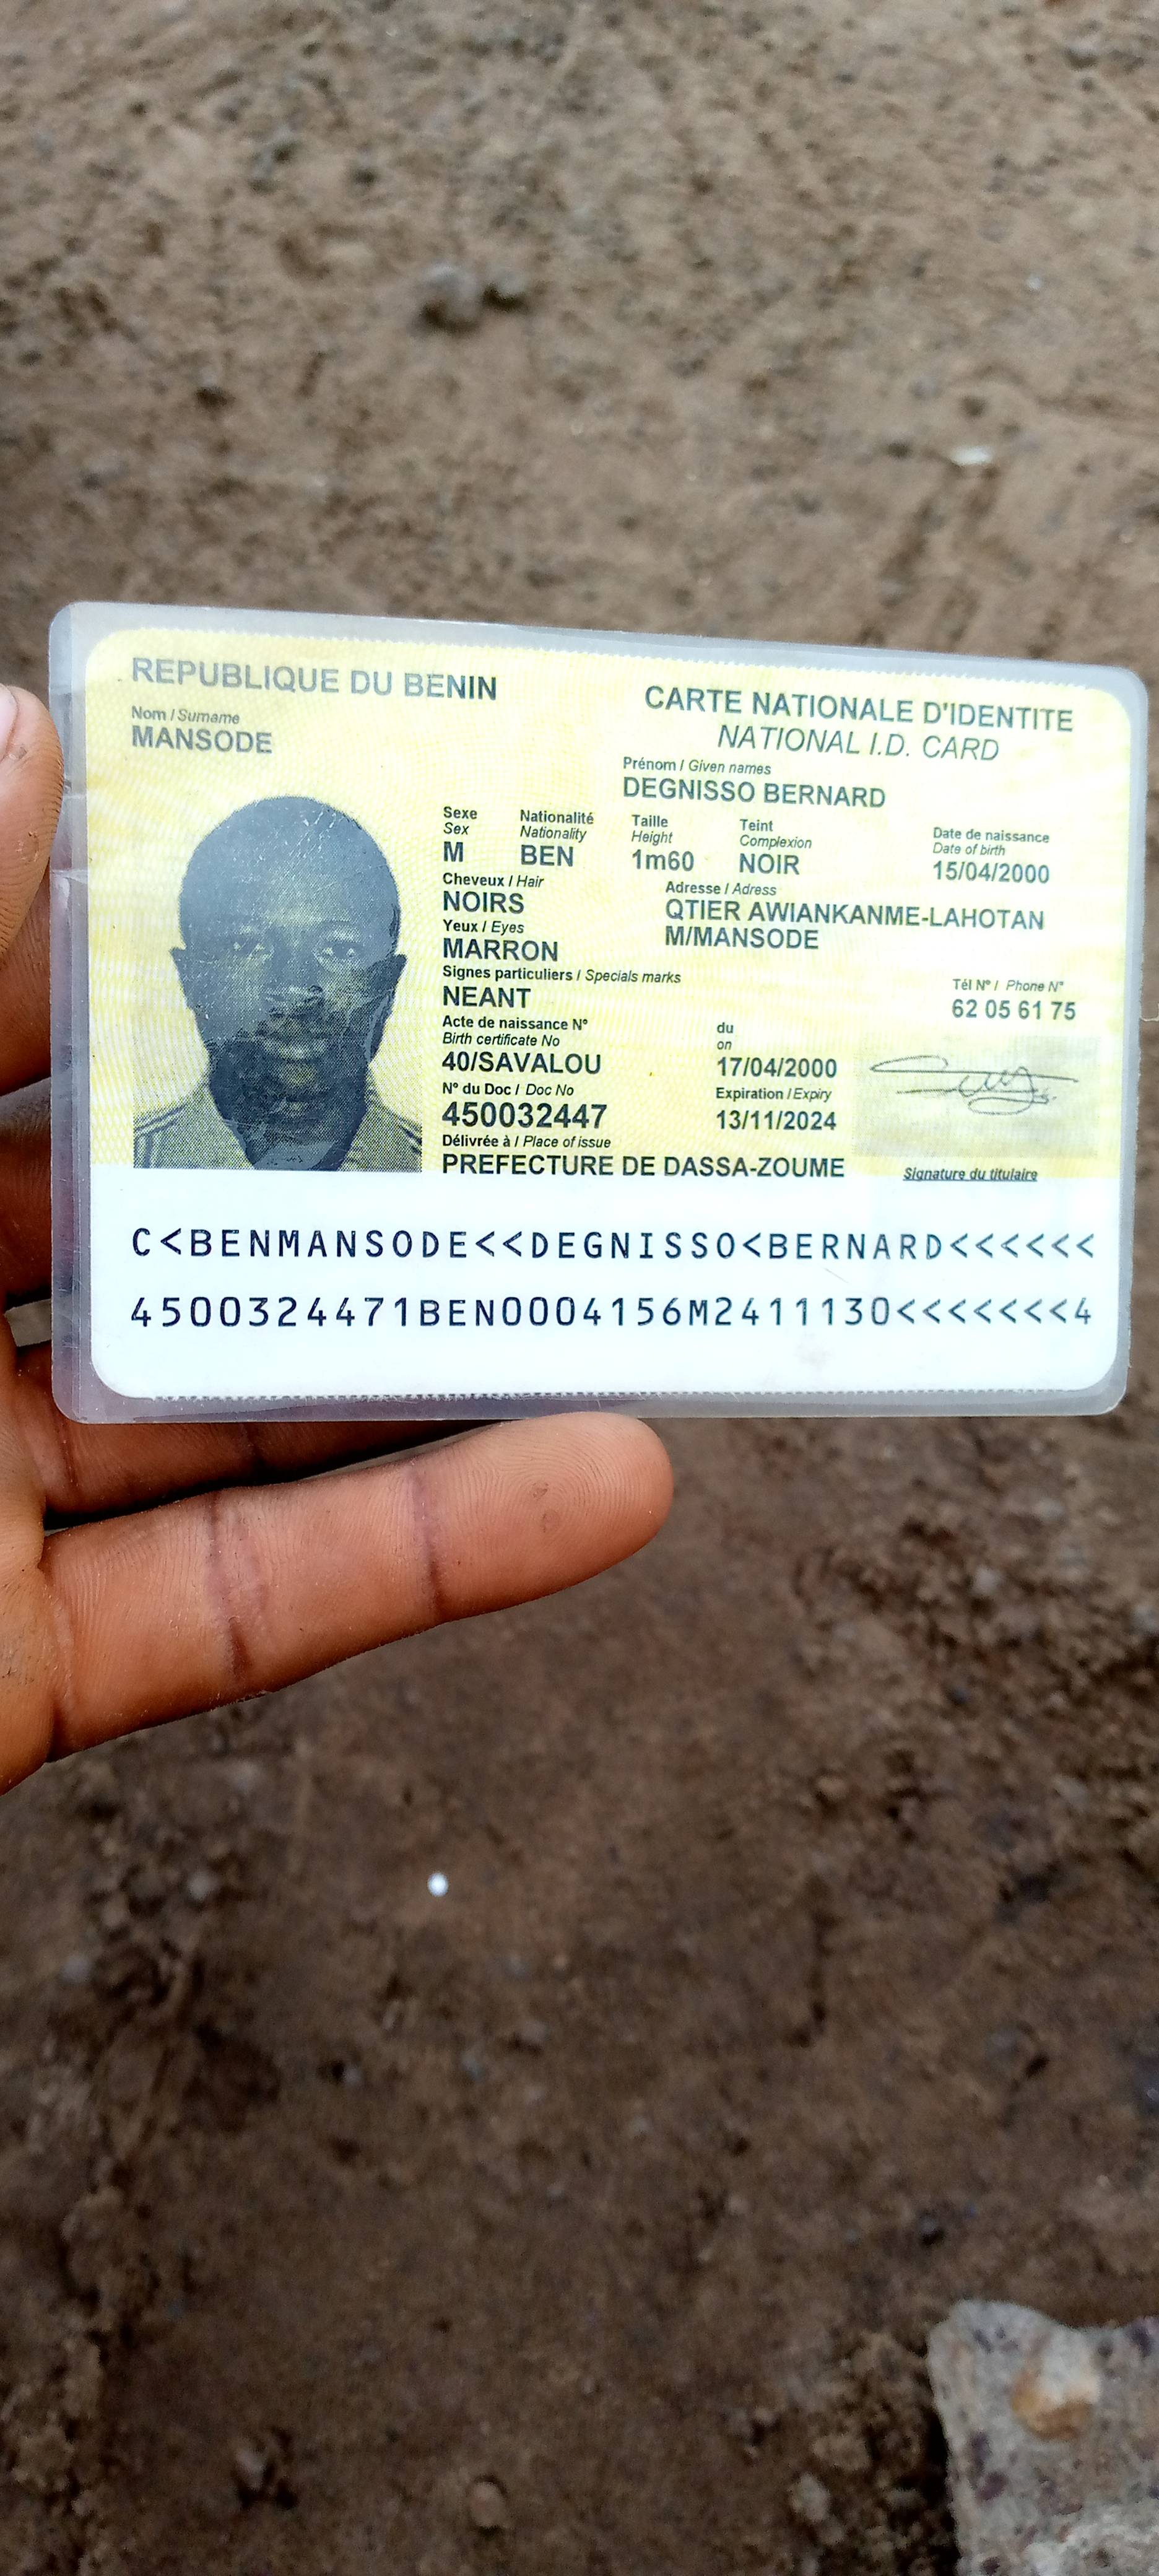 REPUBLIQUE DU BENIN
CARTE NATIONALE D'IDENTITE
NATIONAL I.D. CARD
Nom / Surname
MANSODE
Prénom / Given names
DEGNISSO BERNARD
Sexe Nationalité Taille Teint Date de naissance
Sex Nationality Height Complexion Date of birth
M BEN 1m60 NOIR 15/04/2000
Cheveux / Hair Adresse / Adress
NOIRS QTIER AWIANKANME-LAHOTAN
Yeux / Eyes M/MANSODE
MARRON
Signes particuliers / Specials marks Tél N° / Phone N°
NEANT 62 05 61 75
Acte de naissance N° du
Birth certificate No on
40/SAVALOU 17/04/2000
N° du Doc / Doc No Expiration / Expiry
450032447 13/11/2024
Délivrée à / Place of issue
PREFECTURE DE DASSA-ZOUME Signature du titulaire
C<BENMANSODE<<DEGNISSO<BERNARD<<<<<<
4500324471BEN0004156M2411130<<<<<<<4